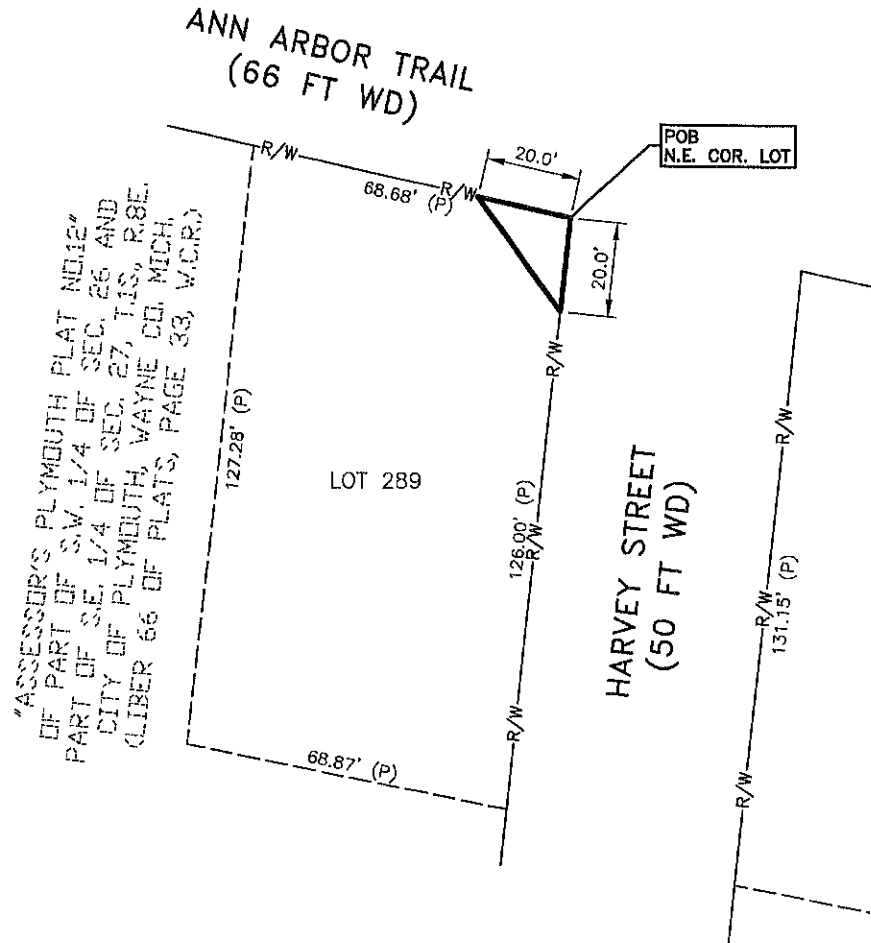 ANN ARBOR TRAIL
(66 FT WD)
R/W
68.68' (P)
R/W
20.0'
POB
N.E. COR. LOT
20.0'
R/W
"ASSESSOR'S PLYMOUTH PLAT NO.12"
OF PART OF S.W. 1/4 OF SEC. 26 AND
PART OF S.E. 1/4 OF SEC. 27, T.1S., R.8E.
CITY OF PLYMOUTH, WAYNE CO. MICH.
(LIBER 66 OF PLATS, PAGE 33, W.C.R.)
127.28' (P)
LOT 289
126.00' (P)
R/W
R/W
68.87' (P)
HARVEY STREET
(50 FT WD)
R/W
R/W
131.15' (P)
R/W